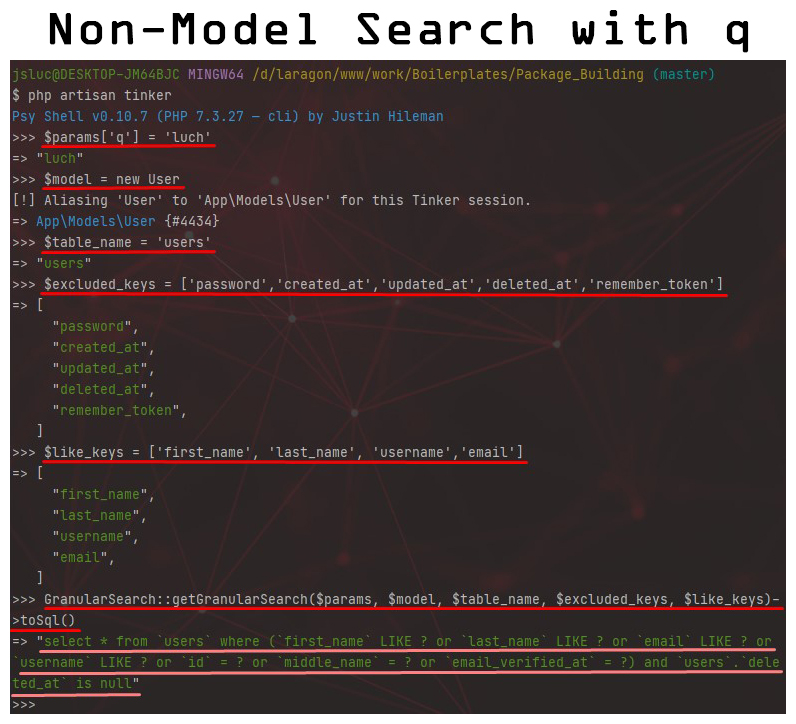 Non-Model Search with q
jsluc@DESKTOP-JM64BJC MINGW64 /d/laragon/www/work/Boilerplates/Package_Building (master)
$ php artisan tinker
Psy Shell v0.10.7 (PHP 7.3.27 — cli) by Justin Hileman
>>> $params['q'] = 'luch'
=> "luch"
>>> $model = new User
[!] Aliasing 'User' to 'App\Models\User' for this Tinker session.
=> App\Models\User {#4434}
>>> $table_name = 'users'
=> "users"
>>> $excluded_keys = ['password','created_at','updated_at','deleted_at','remember_token']
=> [
"password",
"created_at",
"updated_at",
"deleted_at",
"remember_token",
]
>>> $like_keys = ['first_name', 'last_name', 'username','email']
=> [
"first_name",
"last_name",
"username",
"email",
]
>>> GranularSearch::getGranularSearch($params, $model, $table_name, $excluded_keys, $like_keys)-
>toSql()
=> "select * from `users` where (`first_name` LIKE ? or `last_name` LIKE ? or `email` LIKE ? or
`username` LIKE ? or `id` = ? or `middle_name` = ? or `email_verified_at` = ?) and `users`.`dele
ted_at` is null"
>>>